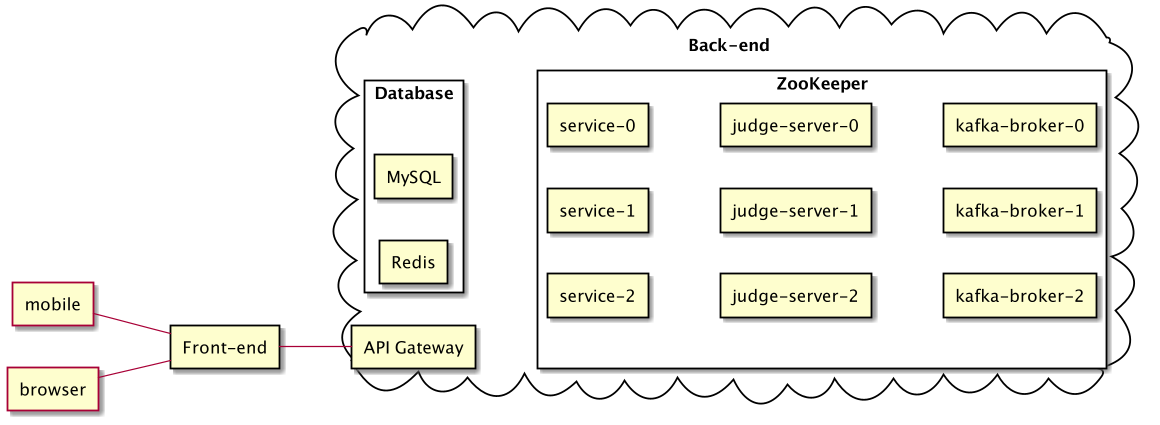 Back-end
Database
ZooKeeper
service-0
judge-server-0
kafka-broker-0
MySQL
service-1
judge-server-1
kafka-broker-1
Redis
service-2
judge-server-2
kafka-broker-2
mobile
Front-end
API Gateway
browser